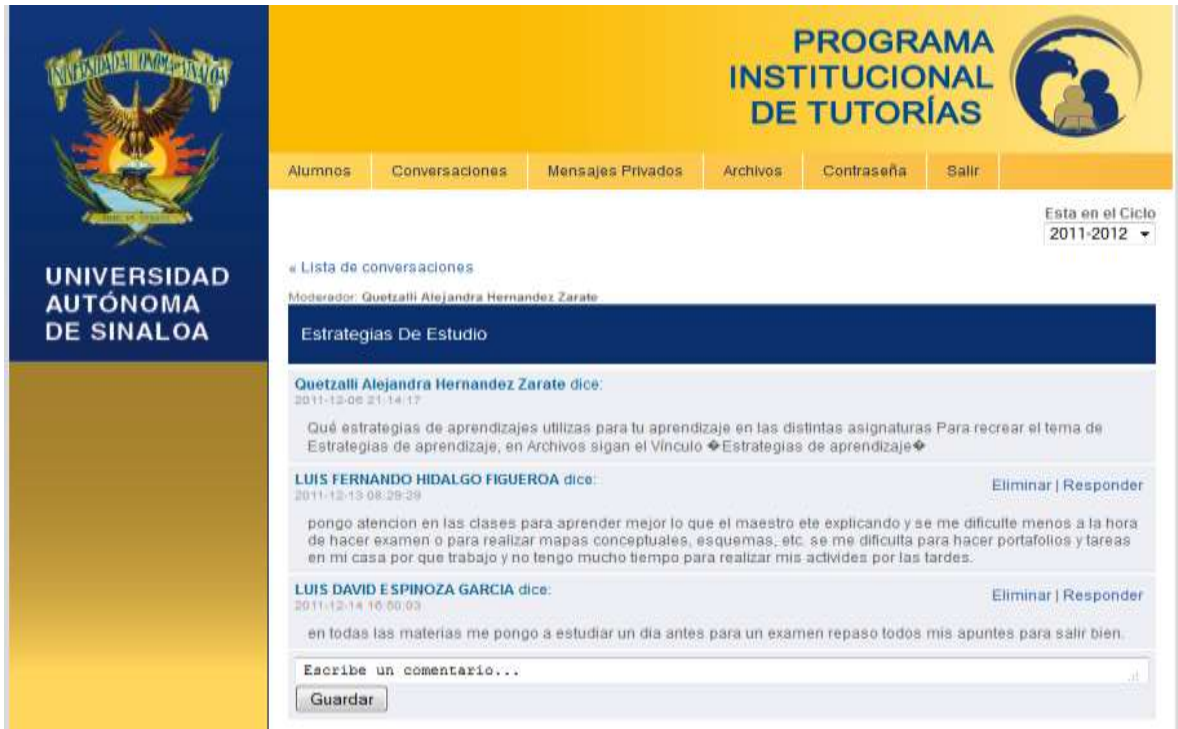 UNIVERSIDAD AUTONOMA DE SINALOA
PROGRAMA
INSTITUCIONAL
DE TUTORÍAS
Alumnos Conversaciones Mensajes Privados Archivos Contraseña Salir
Esta en el Ciclo
2011-2012
UNIVERSIDAD
AUTÓNOMA
DE SINALOA
« Lista de conversaciones
Moderador: Quetzalli Alejandra Hernandez Zarate
Estrategias De Estudio
Quetzalli Alejandra Hernandez Zarate dice:
2011-12-06 21:14:17
Qué estrategias de aprendizajes utilizas para tu aprendizaje en las distintas asignaturas Para recrear el tema de
Estrategias de aprendizaje, en Archivos sigan el Vínculo �Estrategias de aprendizaje�
LUIS FERNANDO HIDALGO FIGUEROA dice:
Eliminar | Responder
2011-12-13 08:29:39
pongo atencion en las clases para aprender mejor lo que el maestro ete explicando y se me dificulte menos a la hora
de hacer examen o para realizar mapas conceptuales, esquemas, etc. se me dificulta para hacer portafolios y tareas
en mi casa por que trabajo y no tengo mucho tiempo para realizar mis activides por las tardes.
LUIS DAVID ESPINOZA GARCIA dice:
Eliminar | Responder
2011-12-14
en todas las materias me pongo a estudiar un dia antes para un examen repaso todos mis apuntes para salir bien.
Escribe un comentario...
Guardar